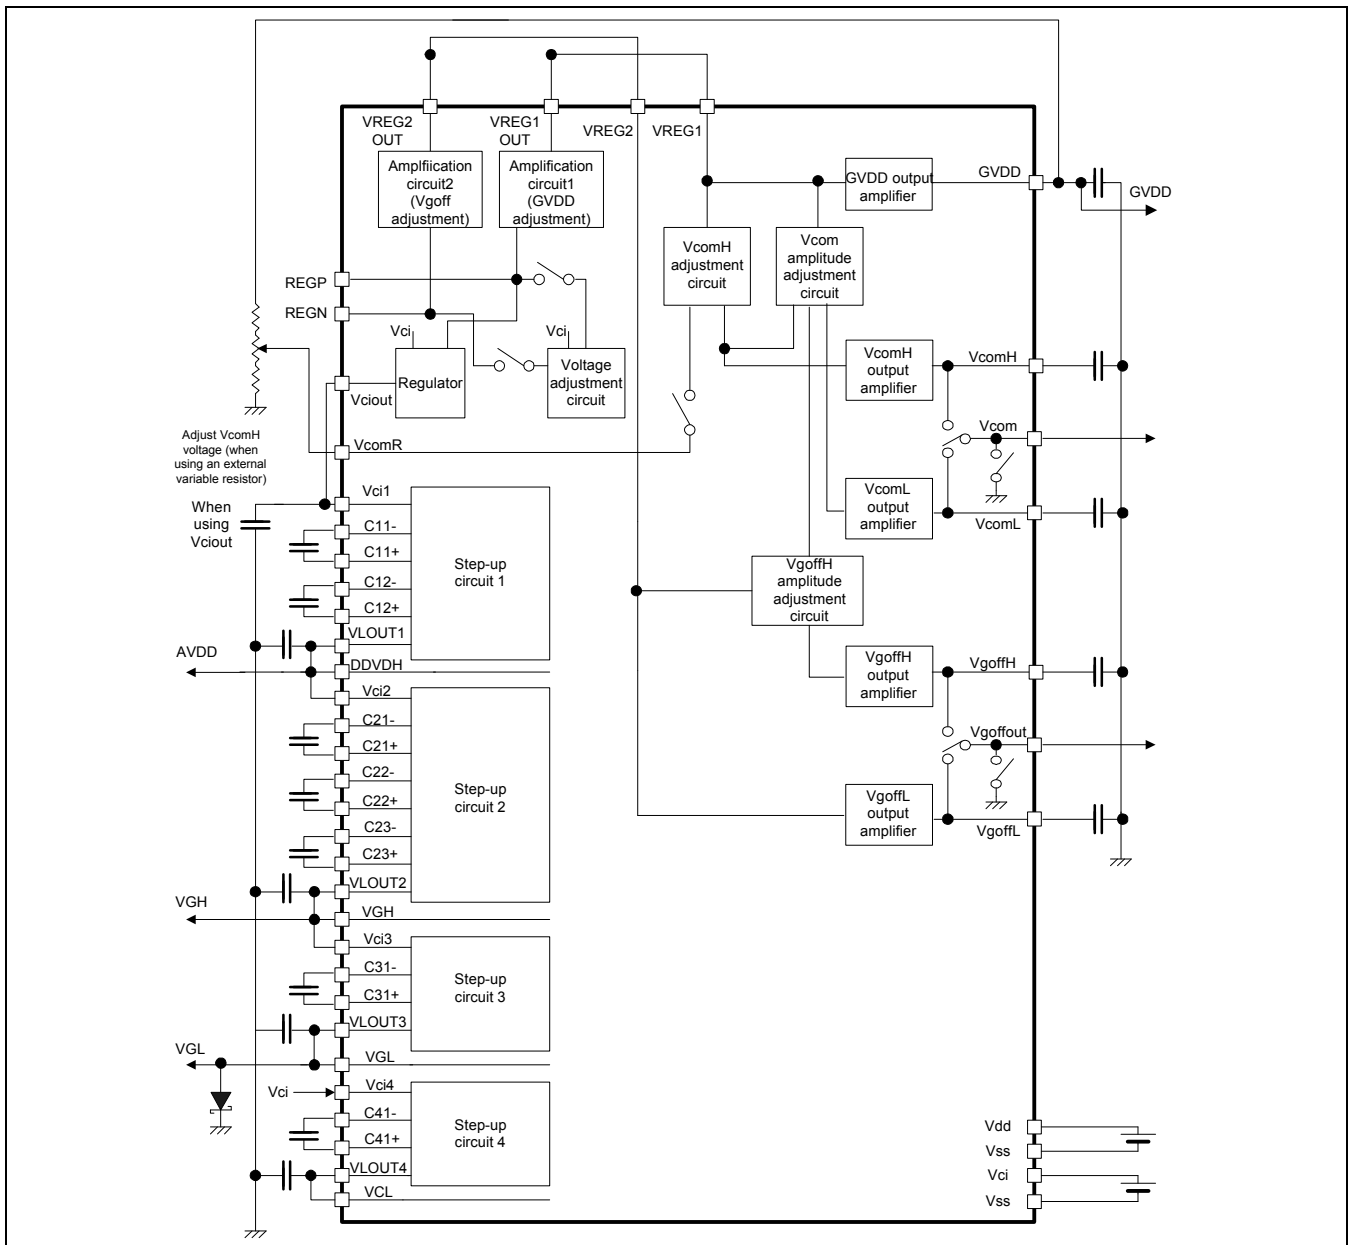 VREG2
OUT
VREG1
OUT
VREG2
VREG1
Amplfiication
circuit2
(Vgoff
adjustment)
Amplification
circuit1
(GVDD
adjustment)
GVDD output
amplifier
GVDD
GVDD
VcomH
adjustment
circuit
Vcom
amplitude
adjustment
circuit
REGP
REGN
Vci
Vci
Regulator
Voltage
adjustment
circuit
Vciout
VcomH
output
amplifier
VcomH
Adjust VcomH
voltage (when
using an external
variable resistor)
VcomR
Vcom
When
using
Vciout
Vci1
C11-
C11+
C12-
C12+
VLOUT1
Step-up
circuit 1
VcomL
output
amplifier
VcomL
VgoffH
amplitude
adjustment
circuit
AVDD
DDVDH
Vci2
C21-
C21+
C22-
C22+
C23-
C23+
VLOUT2
Step-up
circuit 2
VgoffH
output
amplifier
VgoffH
Vgoffout
VgoffL
output
amplifier
VgoffL
VGH
VGH
Vci3
C31-
C31+
VLOUT3
Step-up
circuit 3
VGL
VGL
Vci
Vci4
C41-
C41+
VLOUT4
Step-up
circuit 4
VCL
Vdd
Vss
Vci
Vss